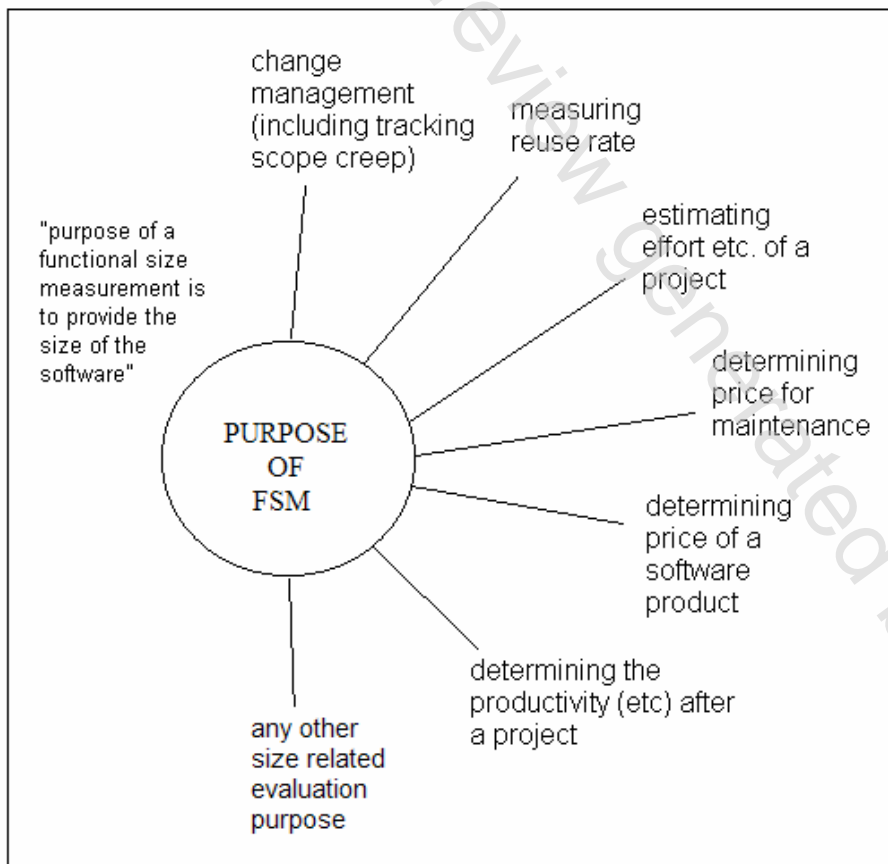 change
management
(including tracking
scope creep)
measuring
reuse rate
estimating
effort etc. of a
project
determining
price for
maintenance
determining
price of a
software
product
determining the
productivity (etc) after
a project
any other
size related
evaluation
purpose
"purpose of a
functional size
measurement is
to provide the
size of the
software"
PURPOSE
OF
FSM
eview generated